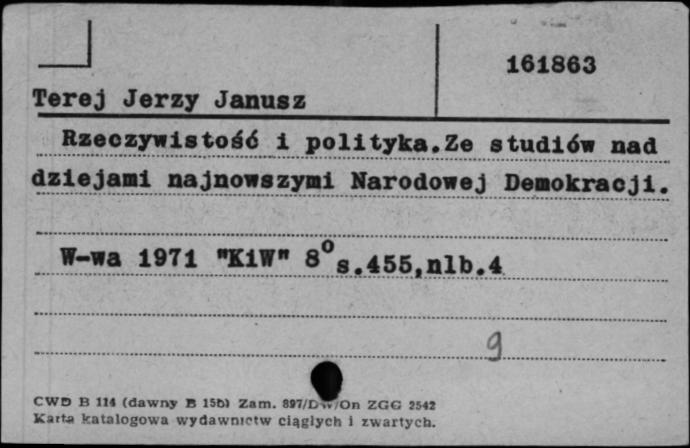 161863
Terej Jerzy Janusz
Rzeczywistość i polityka.Ze studiów nad
dziejami najnowszymi Narodowej Demokracji.
W-wa 1971 "KiW" 8° s.455,nlb.4
9
CWD B 114 (dawny B 15b) Zam. 897/DW/On ZGG 2542
Karta katalogowa wydawnictw ciągłych i zwartych.